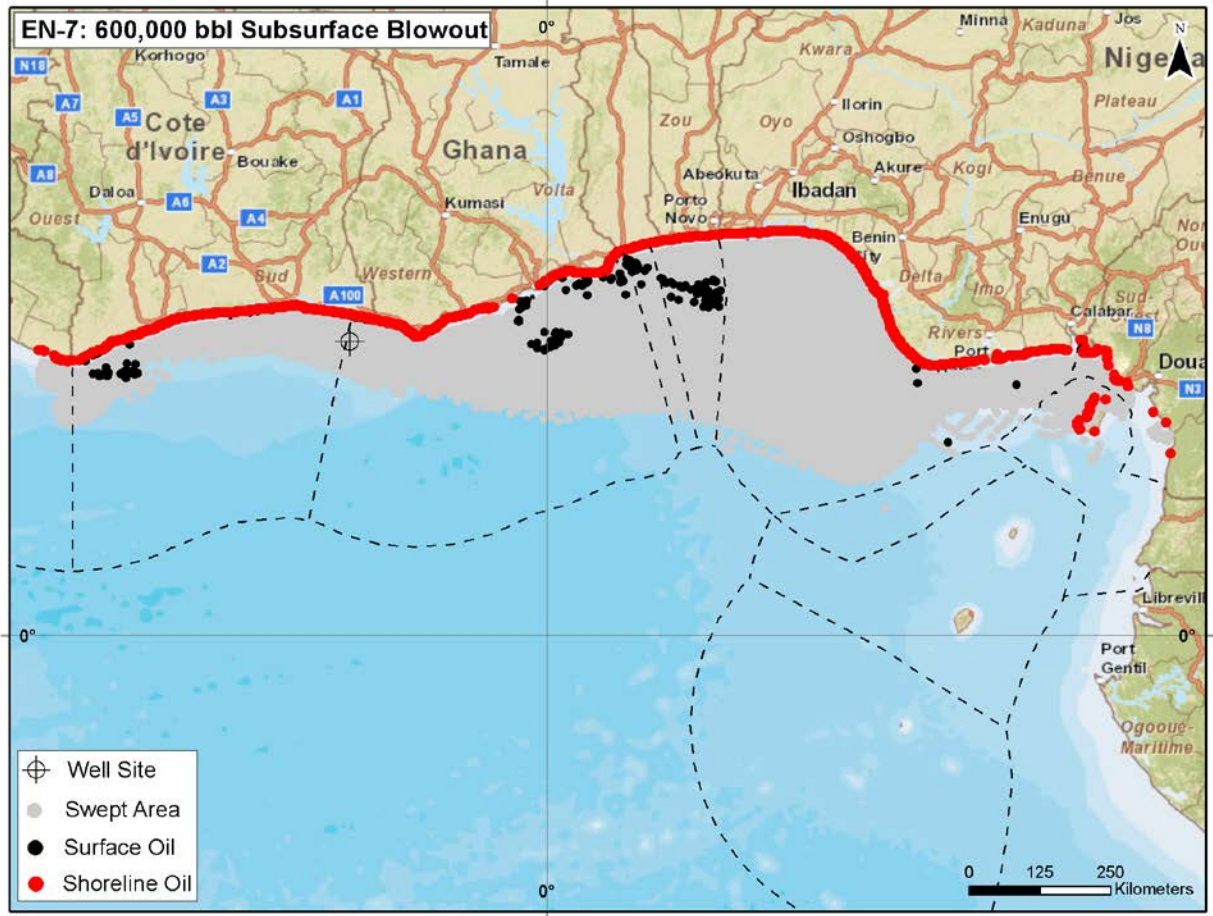 EN-7: 600,000 bbl Subsurface Blowout
0°
Minna
Kaduna
Jos
N
Korhogo
Tamale
Kwara
N18
A7
A3
A1
Ilorin
Plateau
A5
Cote
d'Ivoire
Ghana
Zou
Oyo
Oshogbo
Bouake
Akure
Kogi
A8
Abeokuta
Benue
Daloa
A6
Volta
Ibadan
Kumasi
Porto
Novo
Ouest
A4
Enugu
Benin
A2
Sud
Western
Delta
Imo
A100
Sud-
Calabar
N8
Rivers
Port
N3
Librevill
0°
0°
Port
Gentil
Ogooue-
Maritime
Well Site
Swept Area
Surface Oil
Shoreline Oil
0°
0 125 250
Kilometers